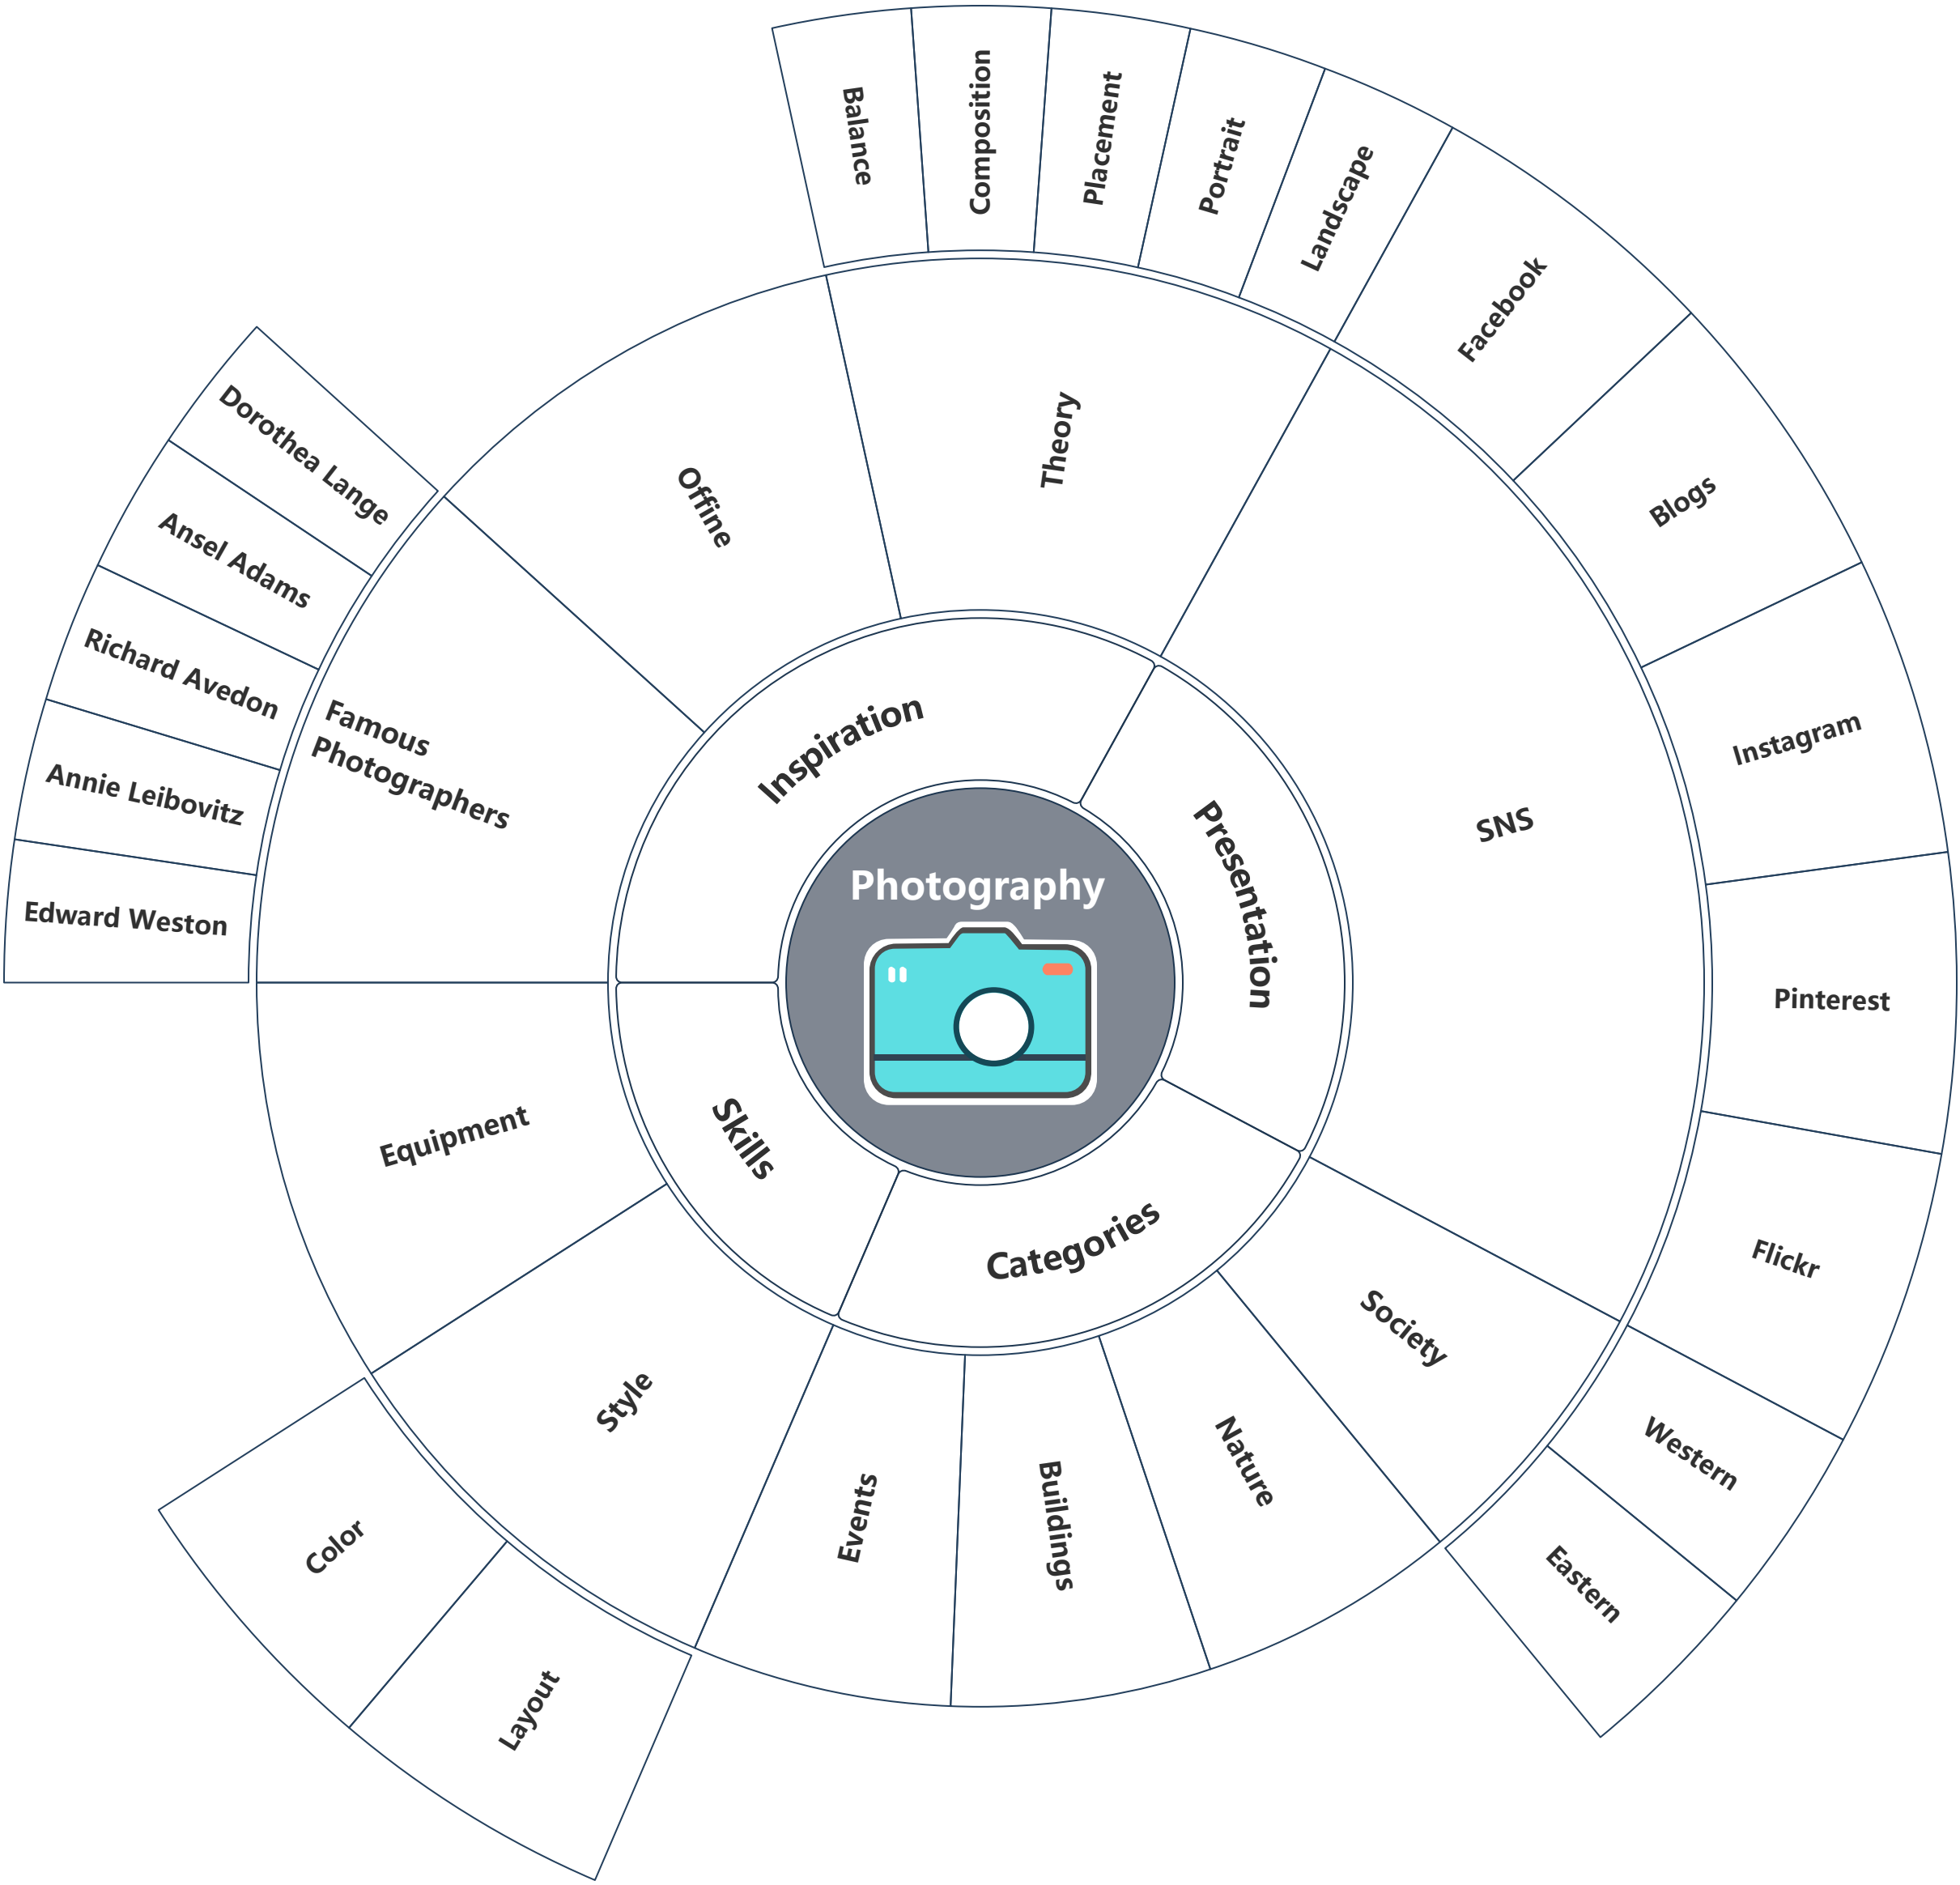 Photography
Inspiration
Presentation
Categories
Skills
Famous
Photographers
Offine
Theory
SNS
Society
Nature
Buildings
Events
Style
Equipment
Edward Weston
Annie Leibovitz
Richard Avedon
Ansel Adams
Dorothea Lange
Balance
Composition
Placement
Portrait
Landscape
Facebook
Blogs
Instagram
Pinterest
Flickr
Western
Eastern
Layout
Color